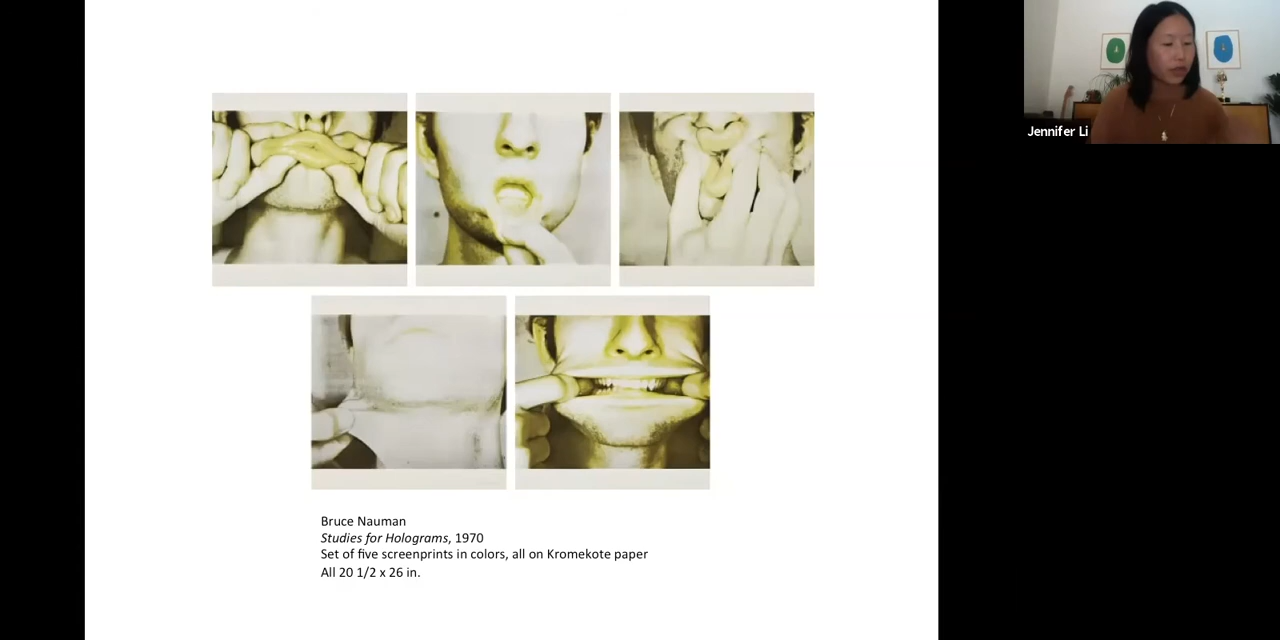 Jennifer Li
Bruce Nauman
Studies for Holograms, 1970
Set of five screenprints in colors, all on Kromekote paper
All 20 1/2 x 26 in.